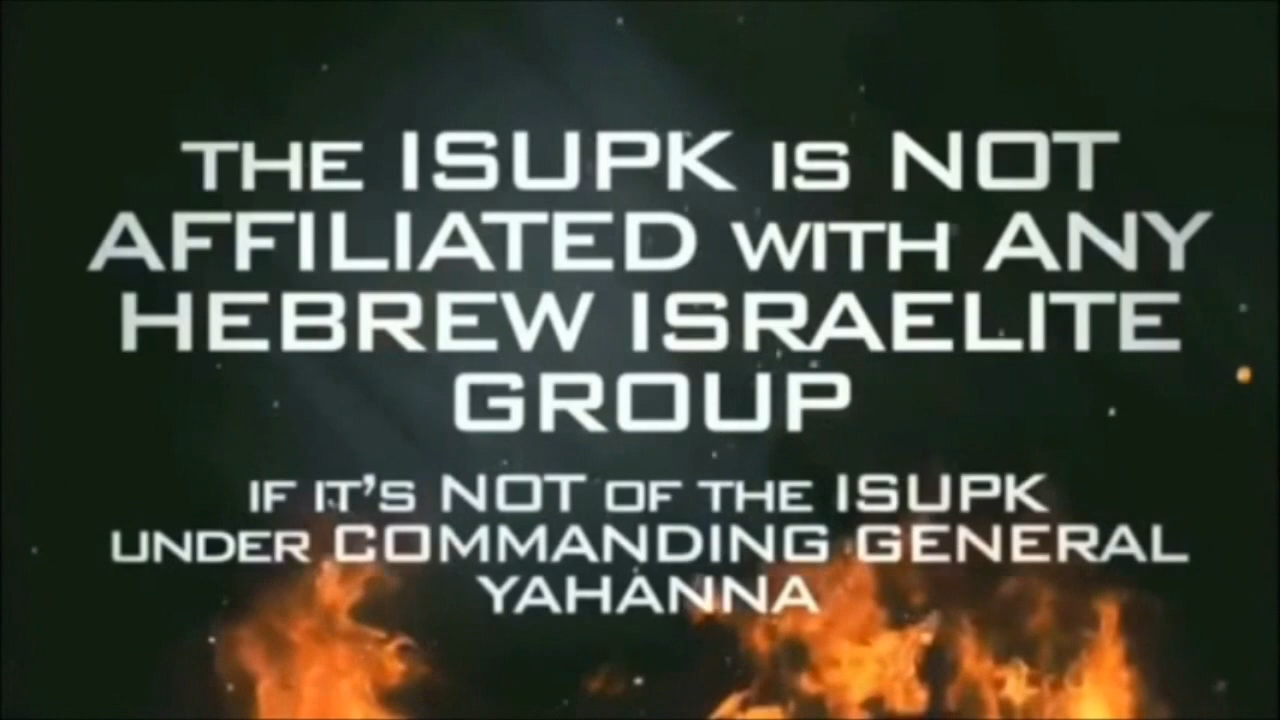 THE ISUPK IS NOT
AFFILIATED WITH ANY
HEBREW ISRAELITE
GROUP
IF IT'S NOT OF THE ISUPK
UNDER COMMANDING GENERAL
YAHANNA